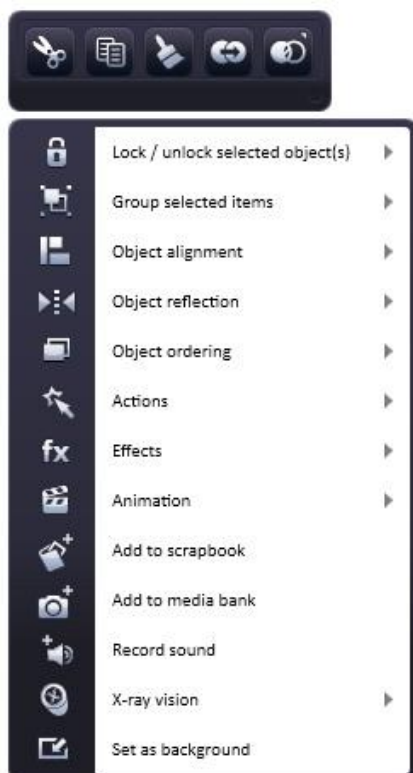 Lock / unlock selected object(s)
Group selected items
Object alignment
Object reflection
Object ordering
Actions
fx Effects
Animation
Add to scrapbook
Add to media bank
Record sound
X-ray vision
Set as background